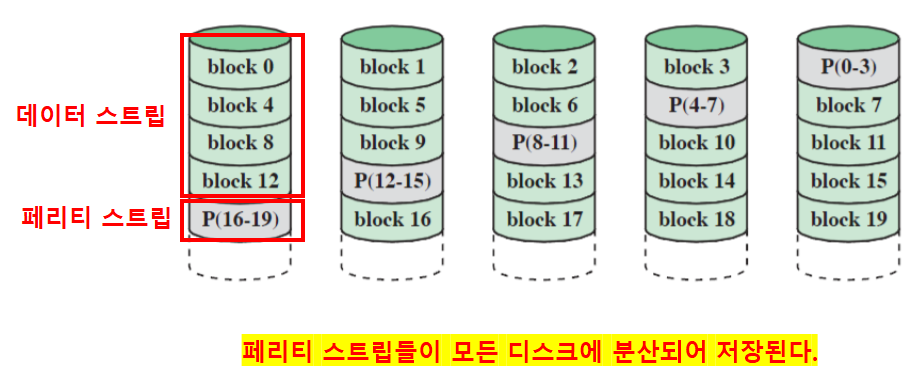 block 0 block 1 block 2 block 3 P(0-3)
데이터 스트립 block 4 block 5 block 6 P(4-7) block 7
block 8 block 9 P(8-11) block 10 block 11
block 12 P(12-15) block 13 block 14 block 15
페리티 스트립 P(16-19) block 16 block 17 block 18 block 19
페리티 스트립들이 모든 디스크에 분산되어 저장된다.